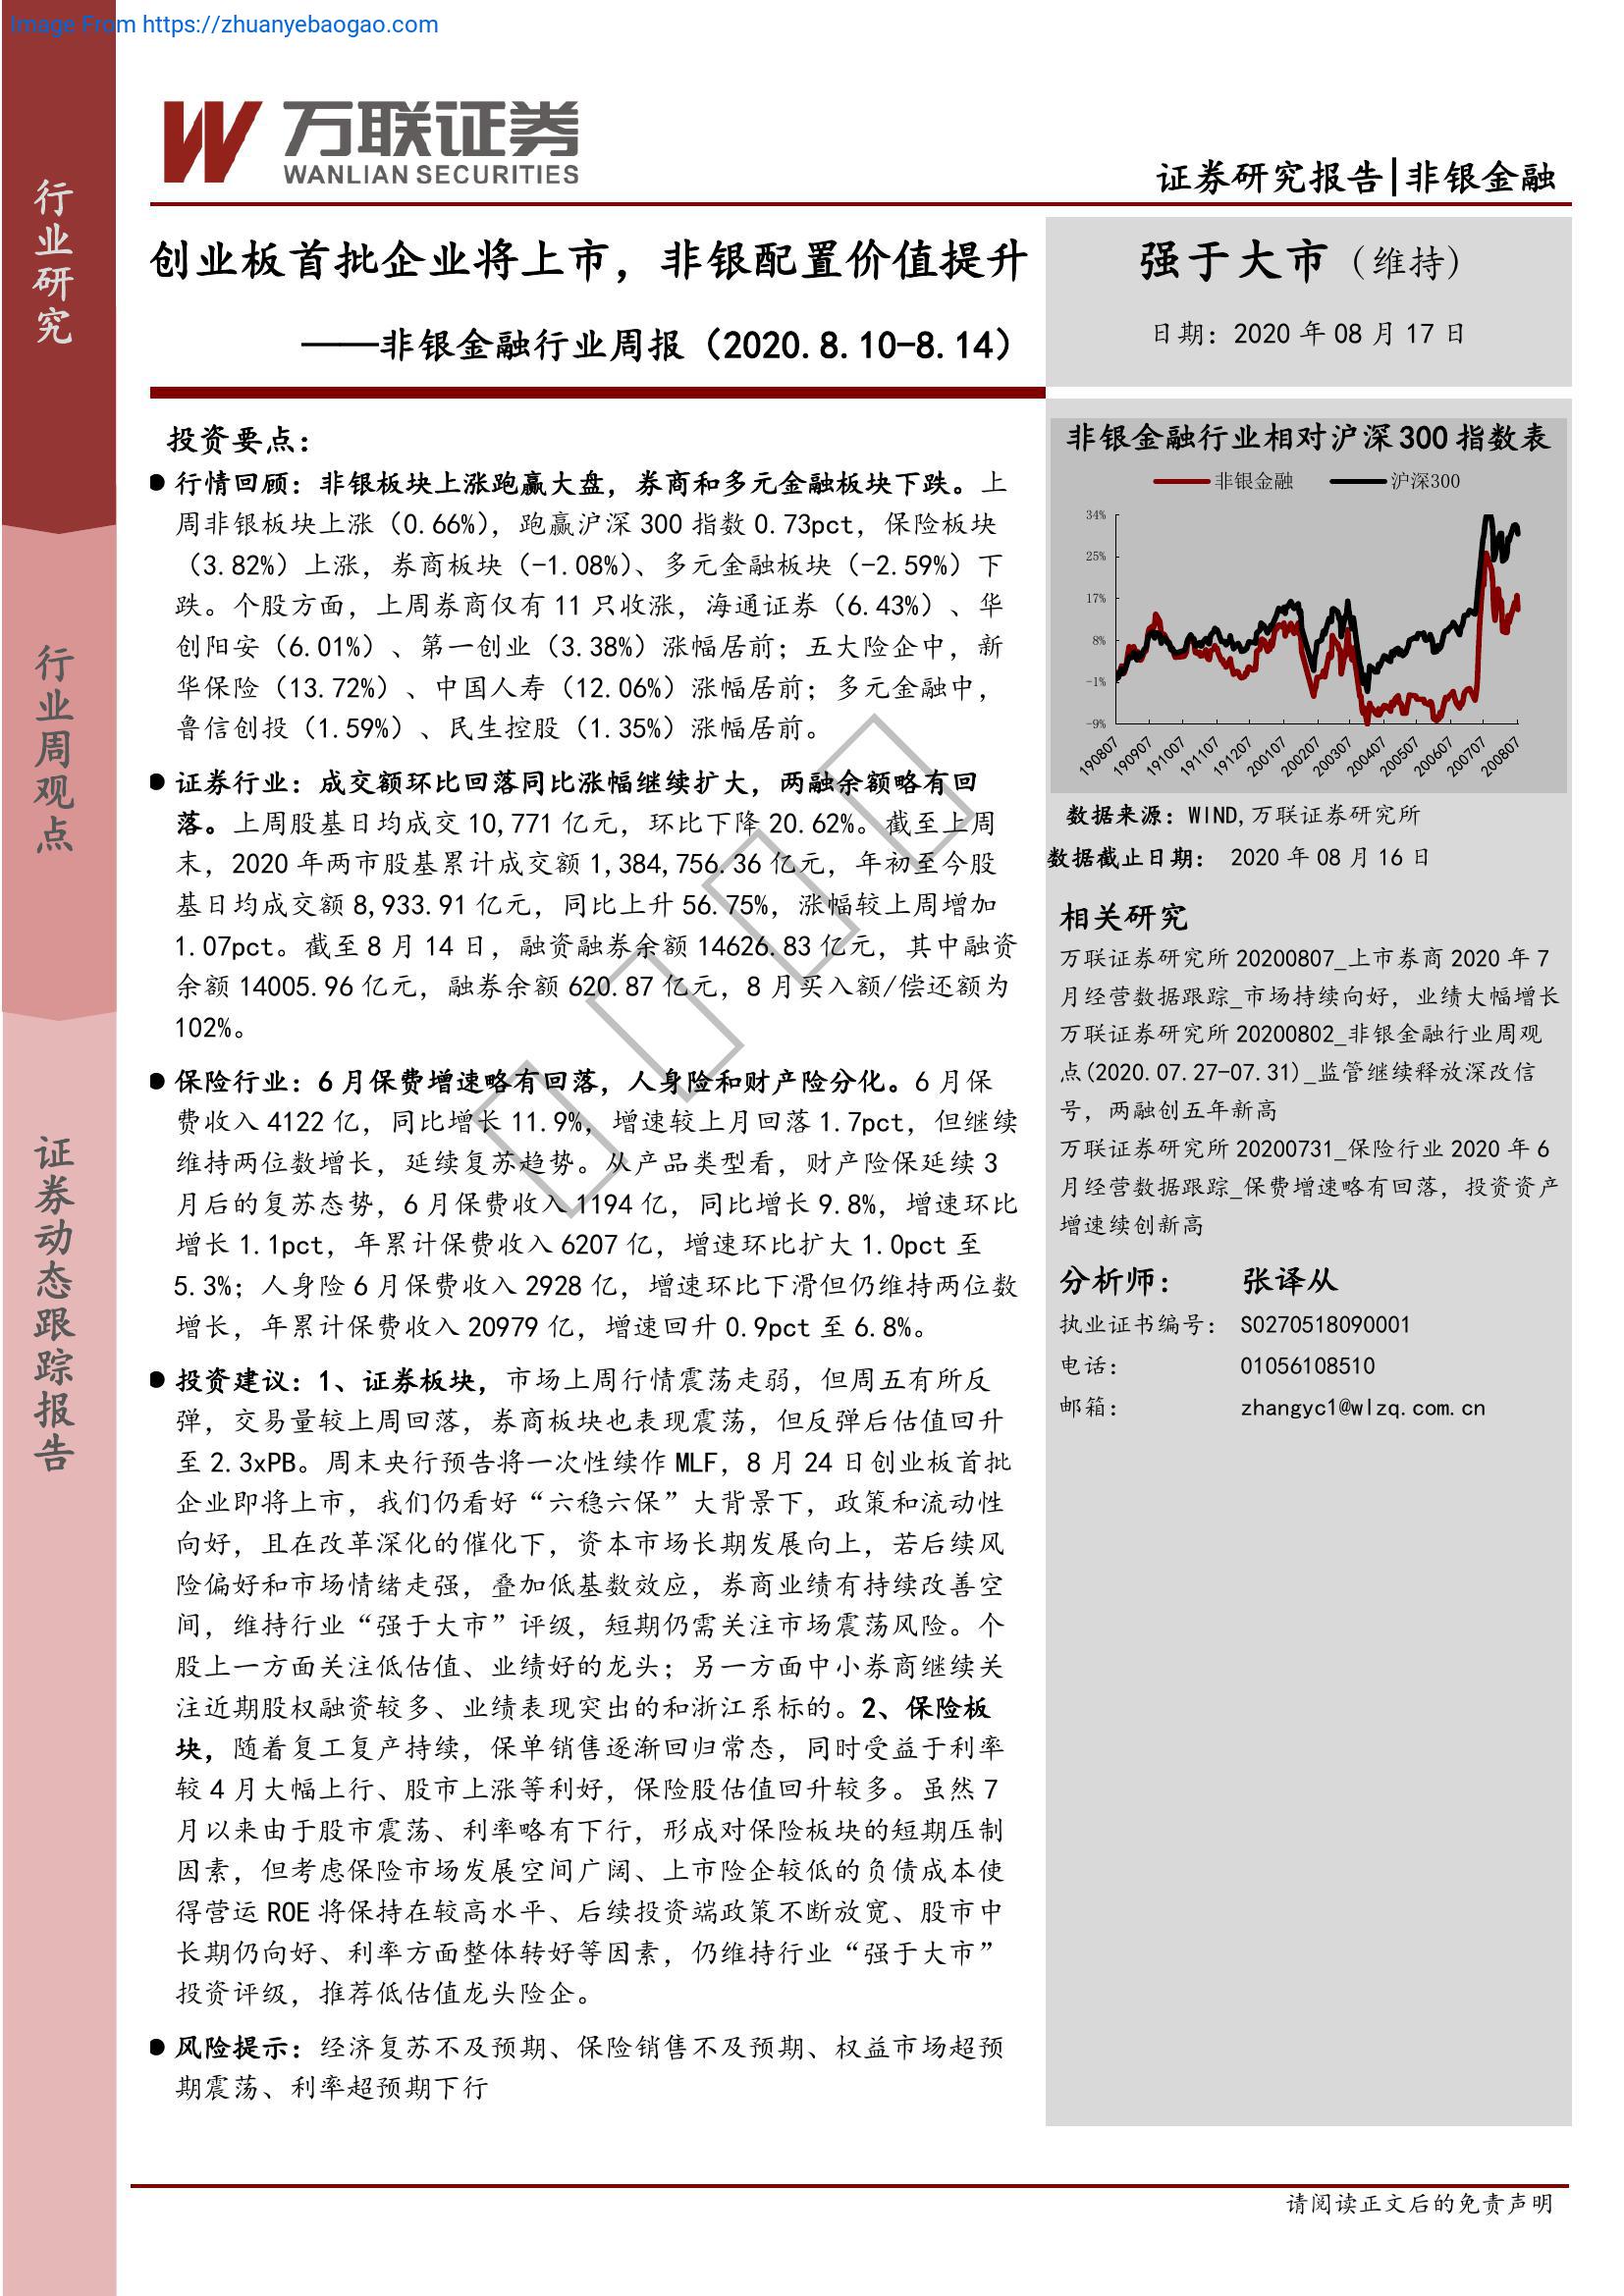 Image From https://zhuanyebaogao.com
万联证券
WANLIAN SECURITIES
证券研究报告|非银金融
行业研究
行业周观点
证券动态跟踪报告
创业板首批企业将上市，非银配置价值提升
——非银金融行业周报（2020.8.10-8.14）
强于大市（维持）
日期：2020 年 08 月 17 日
投资要点：
●行情回顾：非银板块上涨跑赢大盘，券商和多元金融板块下跌。上
周非银板块上涨（0.66%），跑赢沪深 300 指数 0.73pct，保险板块
（3.82%）上涨，券商板块（-1.08%）、多元金融板块（-2.59%）下
跌。个股方面，上周券商仅有 11 只收涨，海通证券（6.43%）、华
创阳安（6.01%）、第一创业（3.38%）涨幅居前；五大险企中，新
华保险（13.72%）、中国人寿（12.06%）涨幅居前；多元金融中，
鲁信创投（1.59%）、民生控股（1.35%）涨幅居前。
●证券行业：成交额环比回落同比涨幅继续扩大，两融余额略有回
落。上周股基日均成交 10,771 亿元，环比下降 20.62%。截至上周
末，2020 年两市股基累计成交额 1,384,756.36 亿元，年初至今股
基日均成交额 8,933.91 亿元，同比上升 56.75%，涨幅较上周增加
1.07pct。截至 8 月 14 日，融资融券余额 14626.83 亿元，其中融资
余额 14005.96 亿元，融券余额 620.87 亿元，8 月买入额/偿还额为
102%。
●保险行业：6 月保费增速略有回落，人身险和财产险分化。6 月保
费收入 4122 亿，同比增长 11.9%，增速较上月回落 1.7pct，但继续
维持两位数增长，延续复苏趋势。从产品类型看，财产险保延续 3
月后的复苏态势，6 月保费收入 1194 亿，同比增长 9.8%，增速环比
增长 1.1pct，年累计保费收入 6207 亿，增速环比扩大 1.0pct 至
5.3%；人身险 6 月保费收入 2928 亿，增速环比下滑但仍维持两位数
增长，年累计保费收入 20979 亿，增速回升 0.9pct 至 6.8%。
●投资建议：1、证券板块，市场上周行情震荡走弱，但周五有所反
弹，交易量较上周回落，券商板块也表现震荡，但反弹后估值回升
至 2.3xPB。周末央行预告将一次性续作 MLF，8 月 24 日创业板首批
企业即将上市，我们仍看好“六稳六保”大背景下，政策和流动性
向好，且在改革深化的催化下，资本市场长期发展向上，若后续风
险偏好和市场情绪走强，叠加低基数效应，券商业绩有持续改善空
间，维持行业“强于大市”评级，短期仍需关注市场震荡风险。个
股上一方面关注低估值、业绩好的龙头；另一方面中小券商继续关
注近期股权融资较多、业绩表现突出的和浙江系标的。2、保险板
块，随着复工复产持续，保单销售逐渐回归常态，同时受益于利率
较 4 月大幅上行、股市上涨等利好，保险股估值回升较多。虽然 7
月以来由于股市震荡、利率略有下行，形成对保险板块的短期压制
因素，但考虑保险市场发展空间广阔、上市险企较低的负债成本使
得营运 ROE 将保持在较高水平、后续投资端政策不断放宽、股市中
长期仍向好、利率方面整体转好等因素，仍维持行业“强于大市”
投资评级，推荐低估值龙头险企。
●风险提示：经济复苏不及预期、保险销售不及预期、权益市场超预
期震荡、利率超预期下行
非银金融行业相对沪深 300 指数表
非银金融 沪深300
34%
25%
17%
8%
-1%
-9%
190807 190907 191007 191107 191207 200107 200207 200307 200407 200507 200607 200707 200807
数据来源：WIND,万联证券研究所
数据截止日期： 2020 年 08 月 16 日
相关研究
万联证券研究所 20200807_上市券商 2020 年 7
月经营数据跟踪_市场持续向好，业绩大幅增长
万联证券研究所 20200802_非银金融行业周观
点(2020.07.27-07.31)_监管继续释放深改信
号，两融创五年新高
万联证券研究所 20200731_保险行业 2020 年 6
月经营数据跟踪_保费增速略有回落，投资资产
增速续创新高
分析师： 张译从
执业证书编号： S0270518090001
电话： 01056108510
邮箱： zhangyc1@wlzq.com.cn
请阅读正文后的免责声明